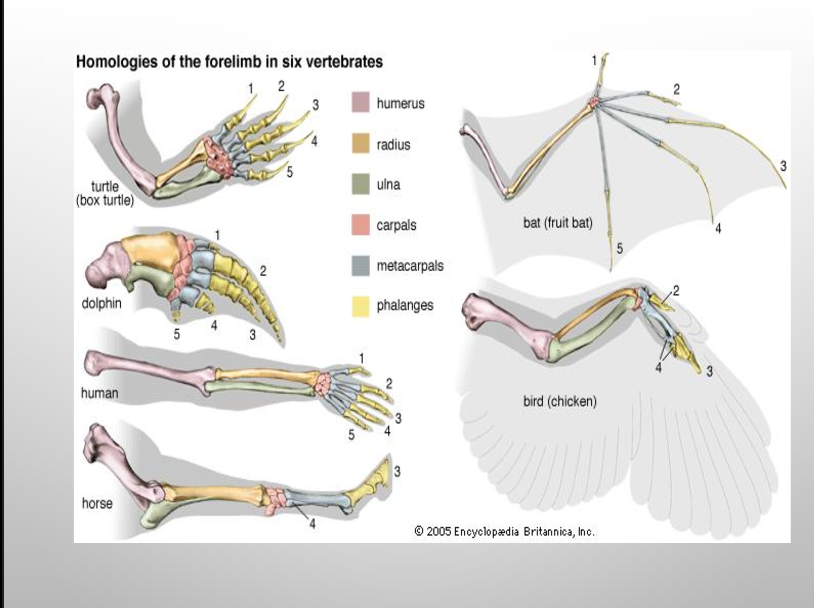 Homologies of the forelimb in six vertebrates
1 2 3 4 5
turtle
(box turtle)
humerus
radius
ulna
carpals
metacarpals
phalanges
1 2 3 4 5
bat (fruit bat)
1 2 3 4 5
dolphin
2 3 4
bird (chicken)
1 2 3 4 5
human
3 4
horse
© 2005 Encyclopædia Britannica, Inc.